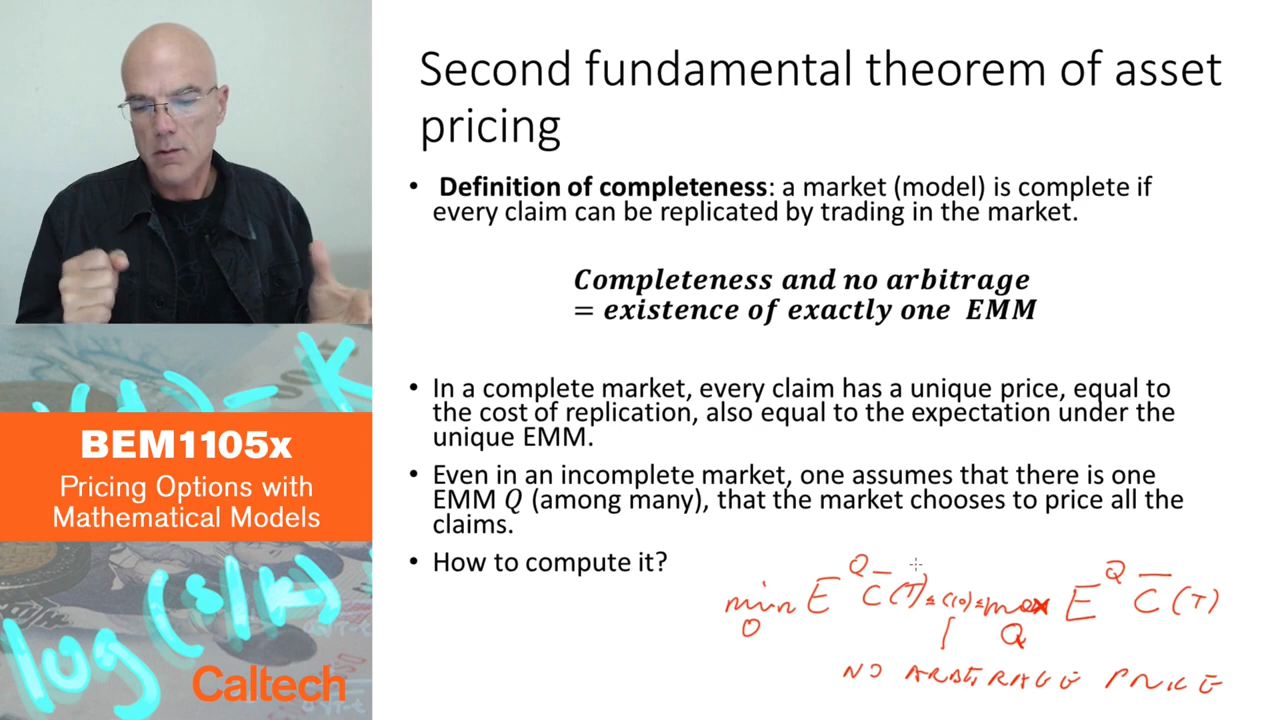 Second fundamental theorem of asset
pricing
• Definition of completeness: a market (model) is complete if
every claim can be replicated by trading in the market.
Completeness and no arbitrage
= existence of exactly one EMM
• In a complete market, every claim has a unique price, equal to
the cost of replication, also equal to the expectation under the
unique EMM.
• Even in an incomplete market, one assumes that there is one
EMM Q (among many), that the market chooses to price all the
claims.
• How to compute it?
min E^Q C̄(T) ≤ C(0) ≤ max E^Q C̄(T)
Q Q
NO ARBITRAGE PRICE
BEM1105x
Pricing Options with
Mathematical Models
log(s/k)
Caltech